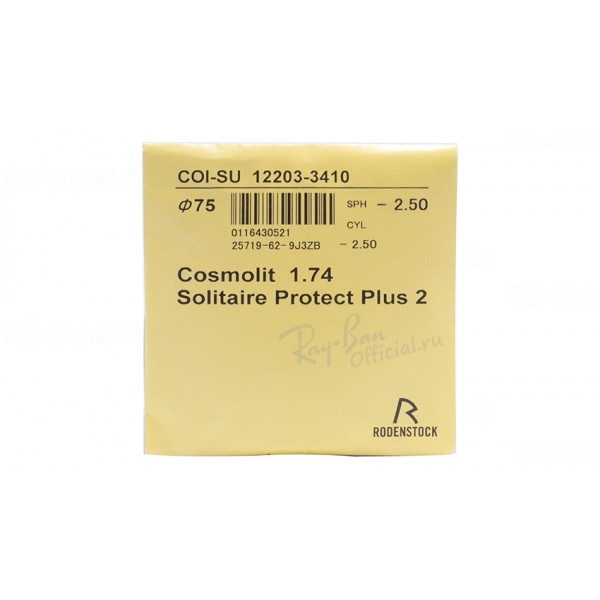 COI-SU 12203-3410
Φ75
SPH - 2.50
CYL
0116430521
25719-62-9J3ZB - 2.50
Cosmolit 1.74
Solitaire Protect Plus 2
Ray•Ban
Official.ru
R
RODENSTOCK